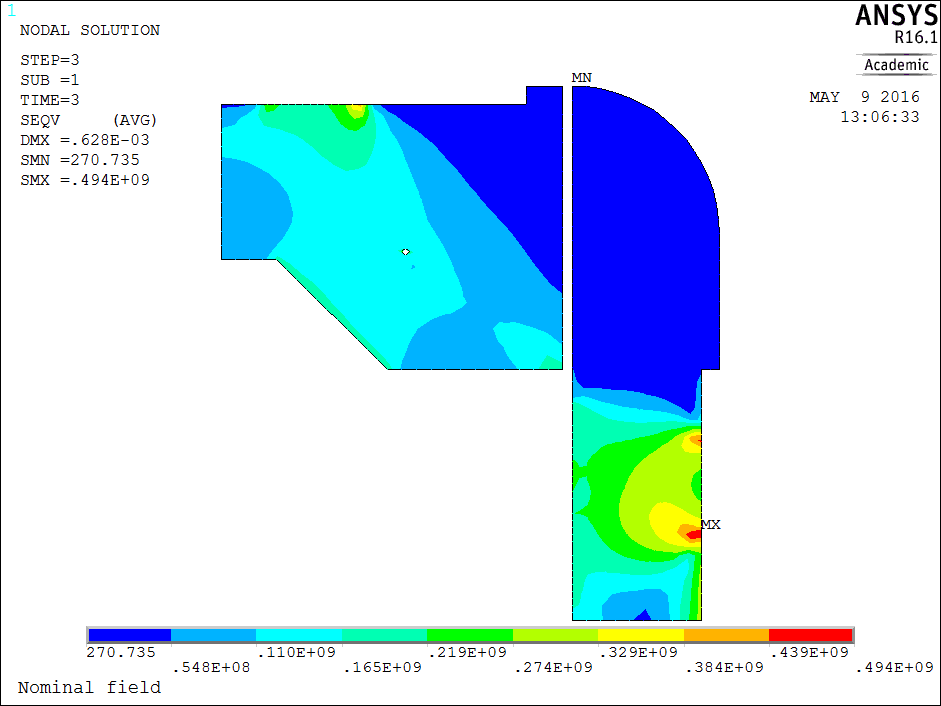 1
NODAL SOLUTION
STEP=3
SUB =1
TIME=3
SEQV     (AVG)
DMX =.628E-03
SMN =270.735
SMX =.494E+09
ANSYS
R16.1
Academic
MAY  9 2016
13:06:33
MN
MX
270.735 .110E+09 .219E+09 .329E+09 .439E+09
.548E+08 .165E+09 .274E+09 .384E+09 .494E+09
Nominal field